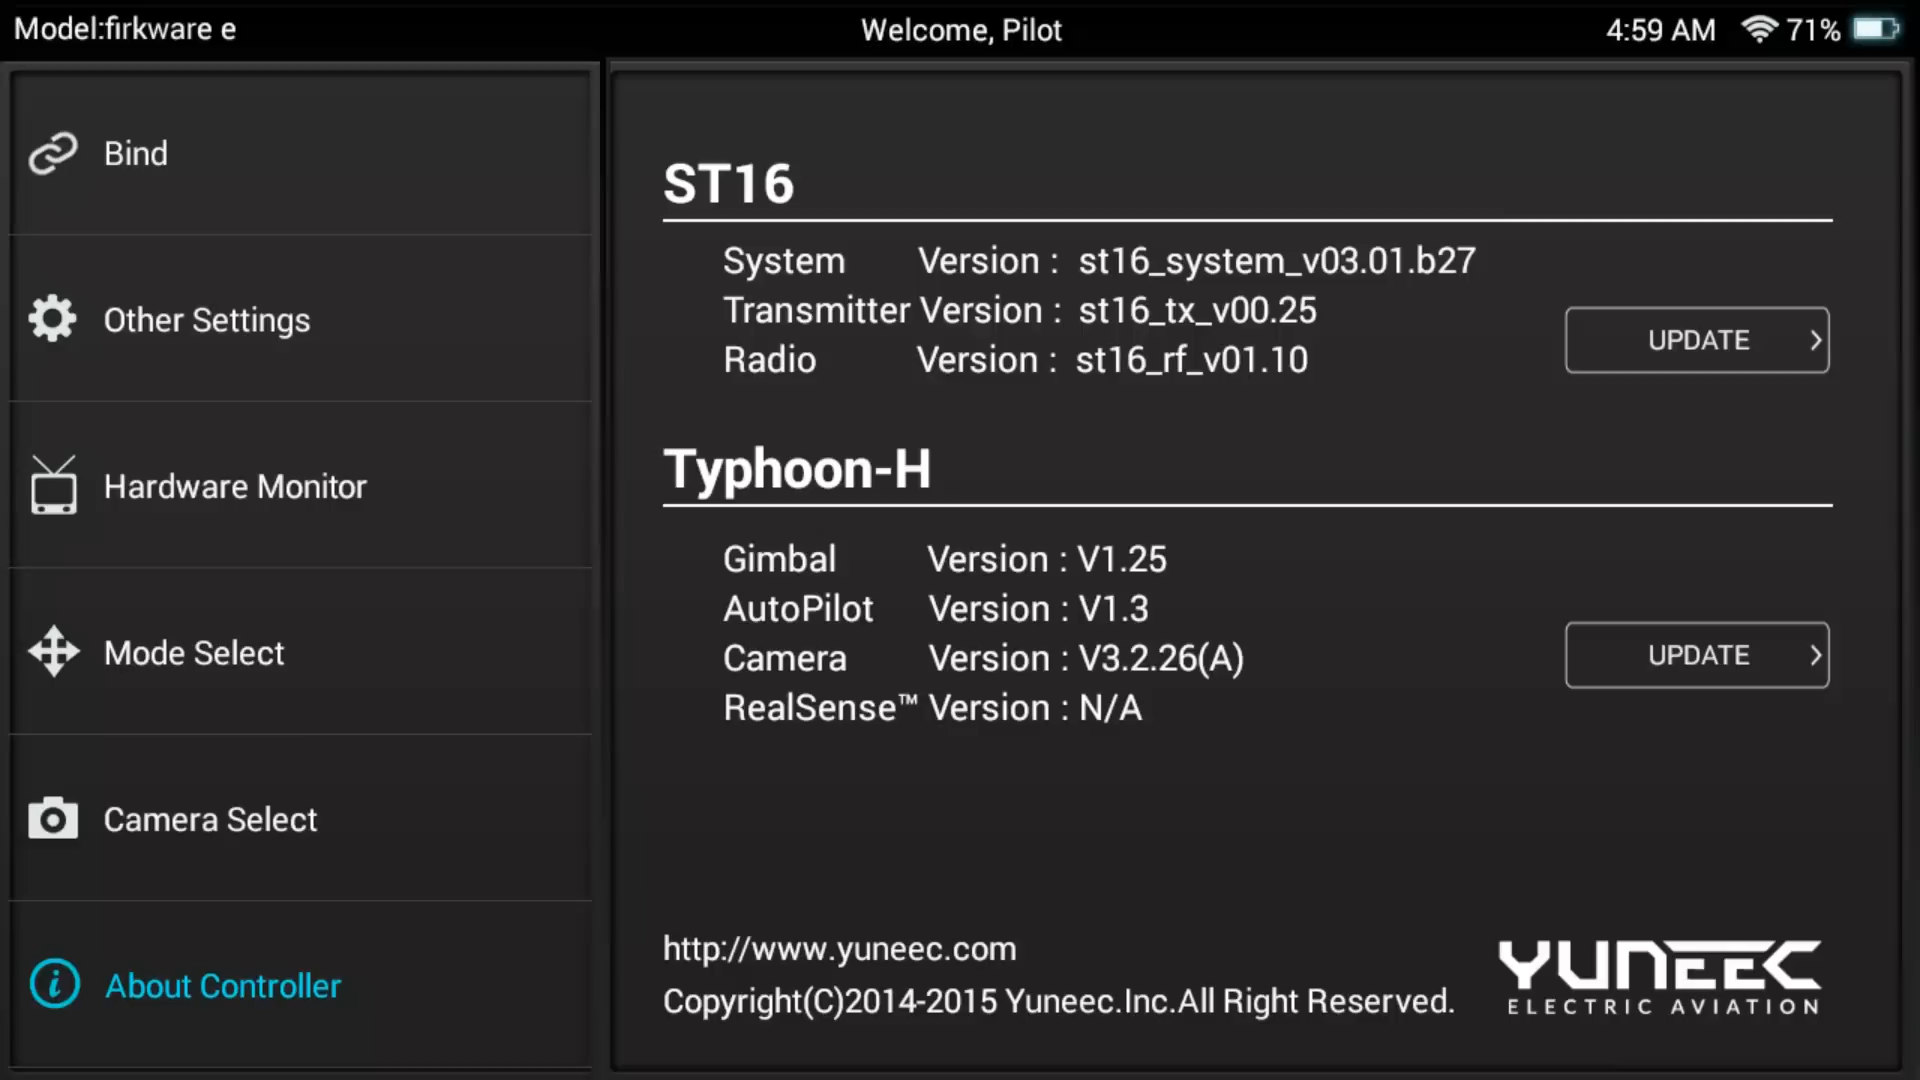 Model:firkware e
Welcome, Pilot
4:59 AM 71%
Bind
Other Settings
Hardware Monitor
Mode Select
Camera Select
About Controller
ST16
System Version : st16_system_v03.01.b27
Transmitter Version : st16_tx_v00.25
Radio Version : st16_rf_v01.10
UPDATE
Typhoon-H
Gimbal Version : V1.25
AutoPilot Version : V1.3
Camera Version : V3.2.26(A)
RealSense™ Version : N/A
UPDATE
http://www.yuneec.com
Copyright(C)2014-2015 Yuneec.Inc.All Right Reserved.
YUNEEC
ELECTRIC AVIATION